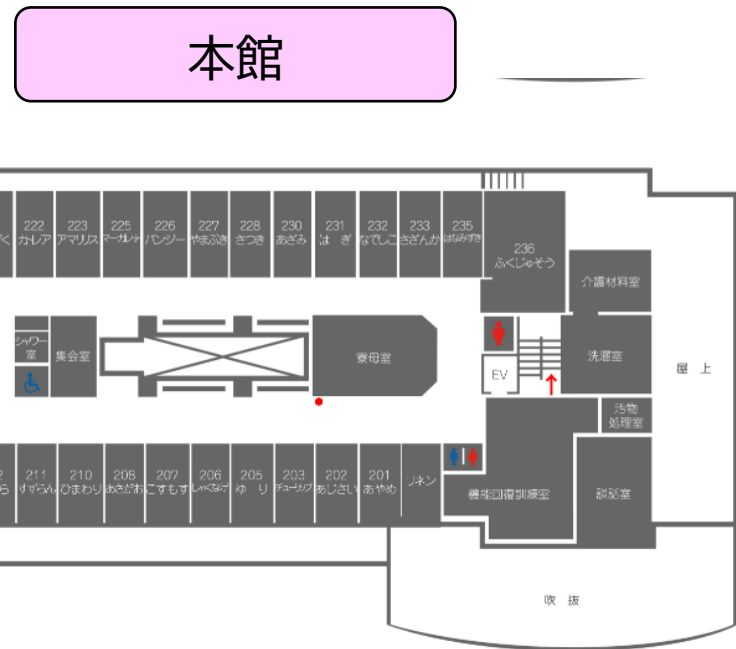 本館
222
カトレア
223
アマリス
225
マーガレット
226
パンジー
227
やまぶき
228
さつき
230
あざみ
231
はぎ
232
なでしこ
233
さざんか
235
はなみずき
236
ふくじゅそう
介護材料室
シャワー
室
集会室
寮母室
EV
洗濯室
屋上
汚物
処理室
211
すずらん
210
ひまわり
208
あさがお
207
こすもす
206
しゃくなげ
205
ゆり
203
チューリップ
202
あじさい
201
あやめ
リネン
機能回復訓練室
談話室
吹抜